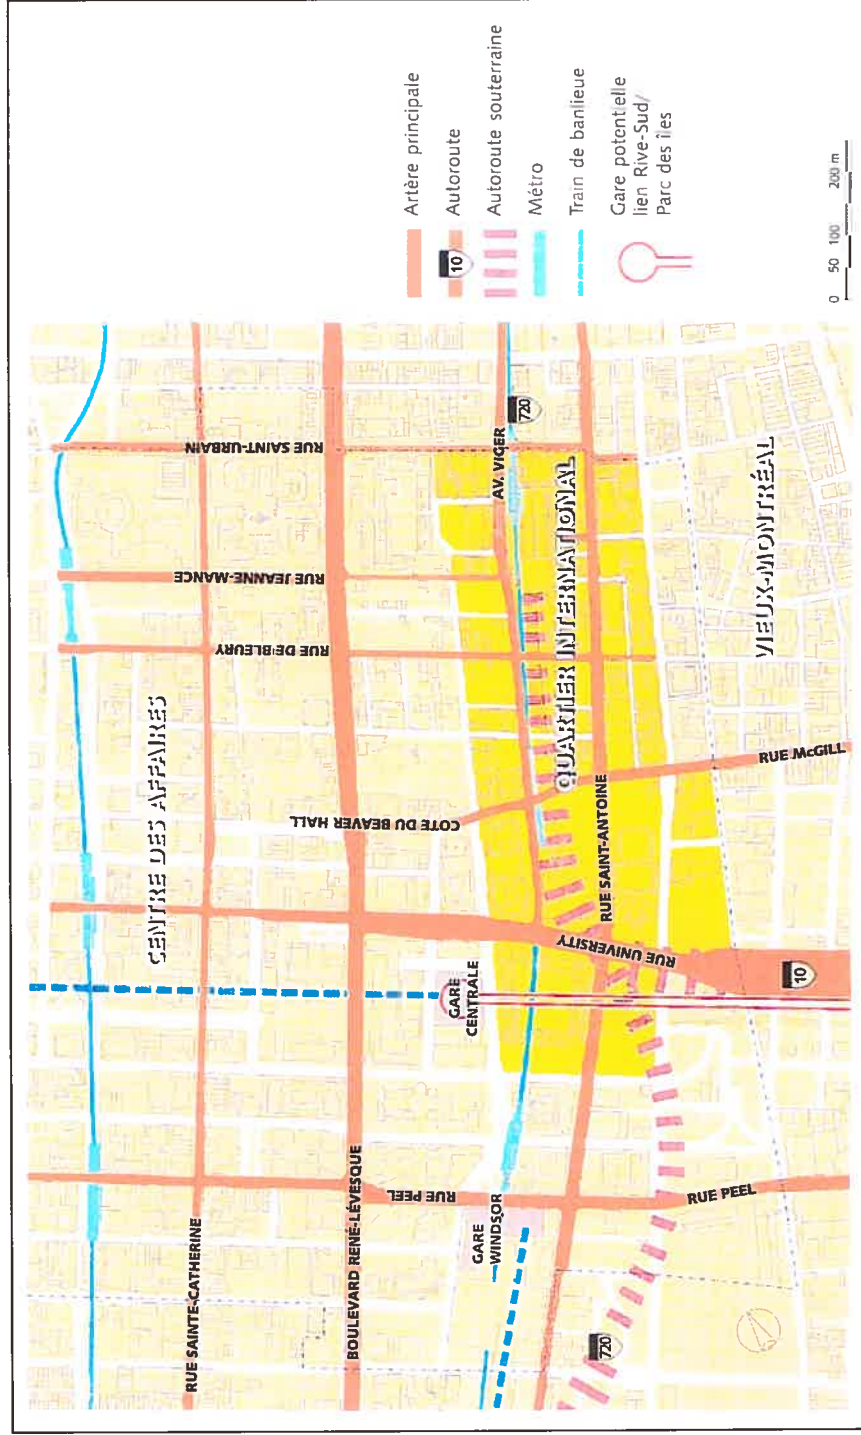 CENTRE DES AFFAIRES
QUARTIER INTERNATIONAL
VIEUX-MONTRÉAL
RUE SAINTE-CATHERINE
BOULEVARD RENÉ-LÉVESQUE
RUE PEEL
RUE PEEL
GARE
WINDSOR
GARE
CENTRALE
RUE UNIVERSITY
COTE DU BEAVER HALL
RUE DE BLEURY
RUE JEANNE-MANCE
RUE SAINT-URBAIN
AV. VIGER
RUE SAINT-ANTOINE
RUE McGILL
720
720
10
Artère principale
10
Autoroute
Autoroute souterraine
Métro
Train de banlieue
Gare potentielle
lien Rive-Sud/
Parc des îles
0 50 100 200 m